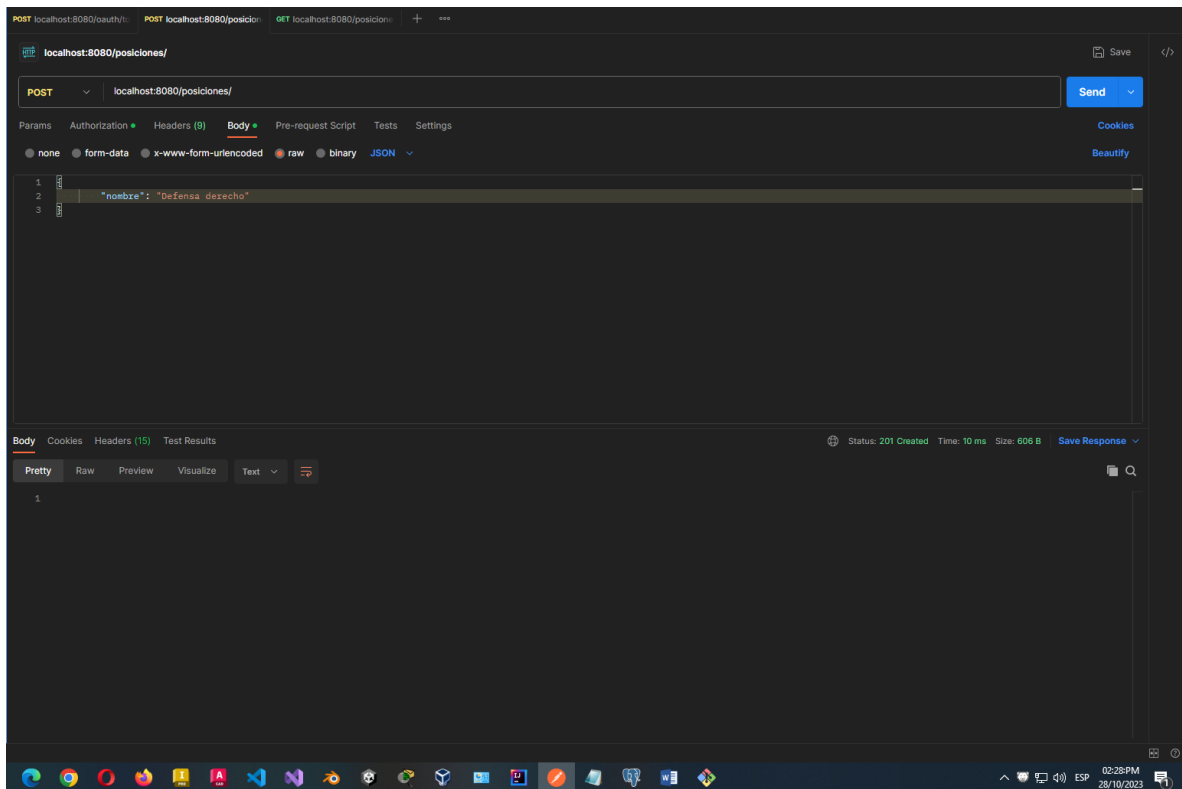 POST localhost:8080/oauth/to POST localhost:8080/posicion GET localhost:8080/posicione
localhost:8080/posiciones/ Save </>
POST localhost:8080/posiciones/ Send
Params Authorization Headers (9) Body Pre-request Script Tests Settings Cookies
none form-data x-www-form-urlencoded raw binary JSON Beautify
1 {
2 "nombre": "Defensa derecho"
3 }
Body Cookies Headers (15) Test Results Status: 201 Created Time: 10 ms Size: 606 B Save Response
Pretty Raw Preview Visualize Text
1
ESP 02:28PM
28/10/2023